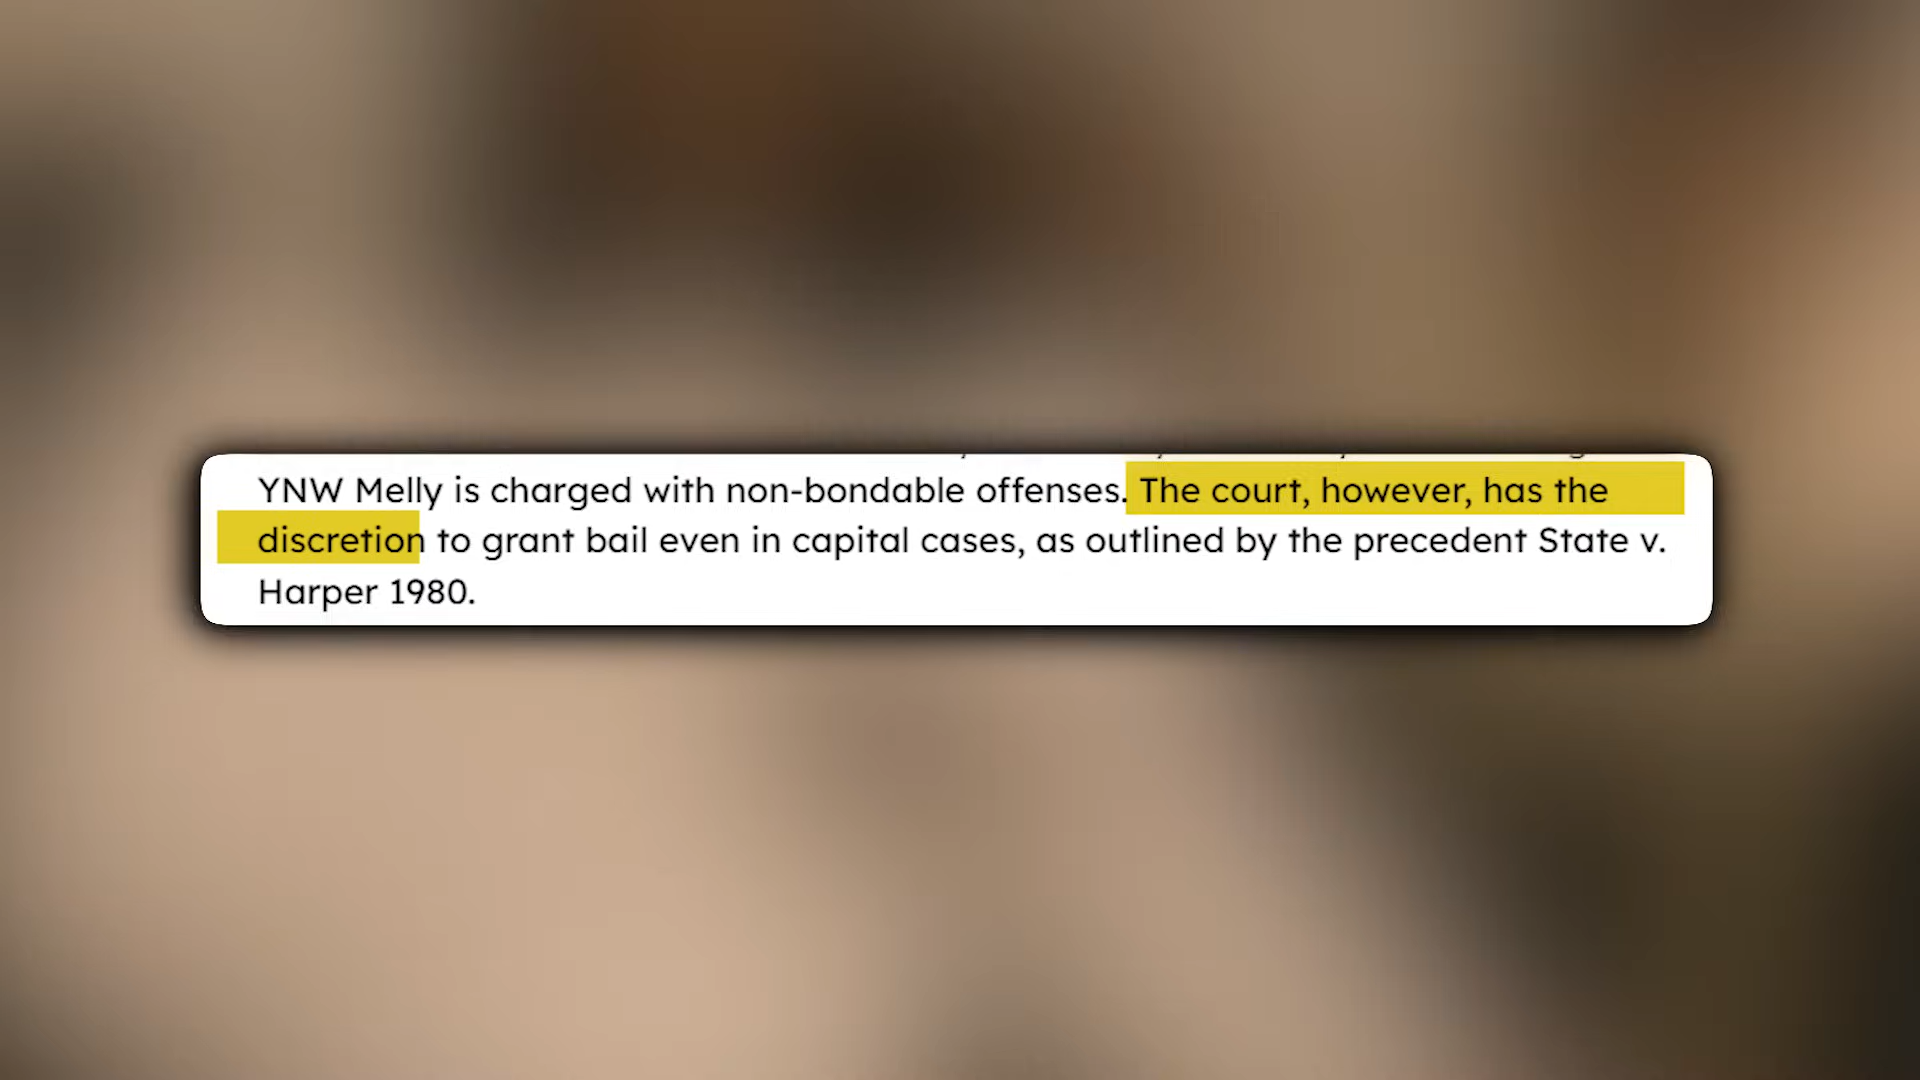 YNW Melly is charged with non-bondable offenses. The court, however, has the
discretion to grant bail even in capital cases, as outlined by the precedent State v.
Harper 1980.